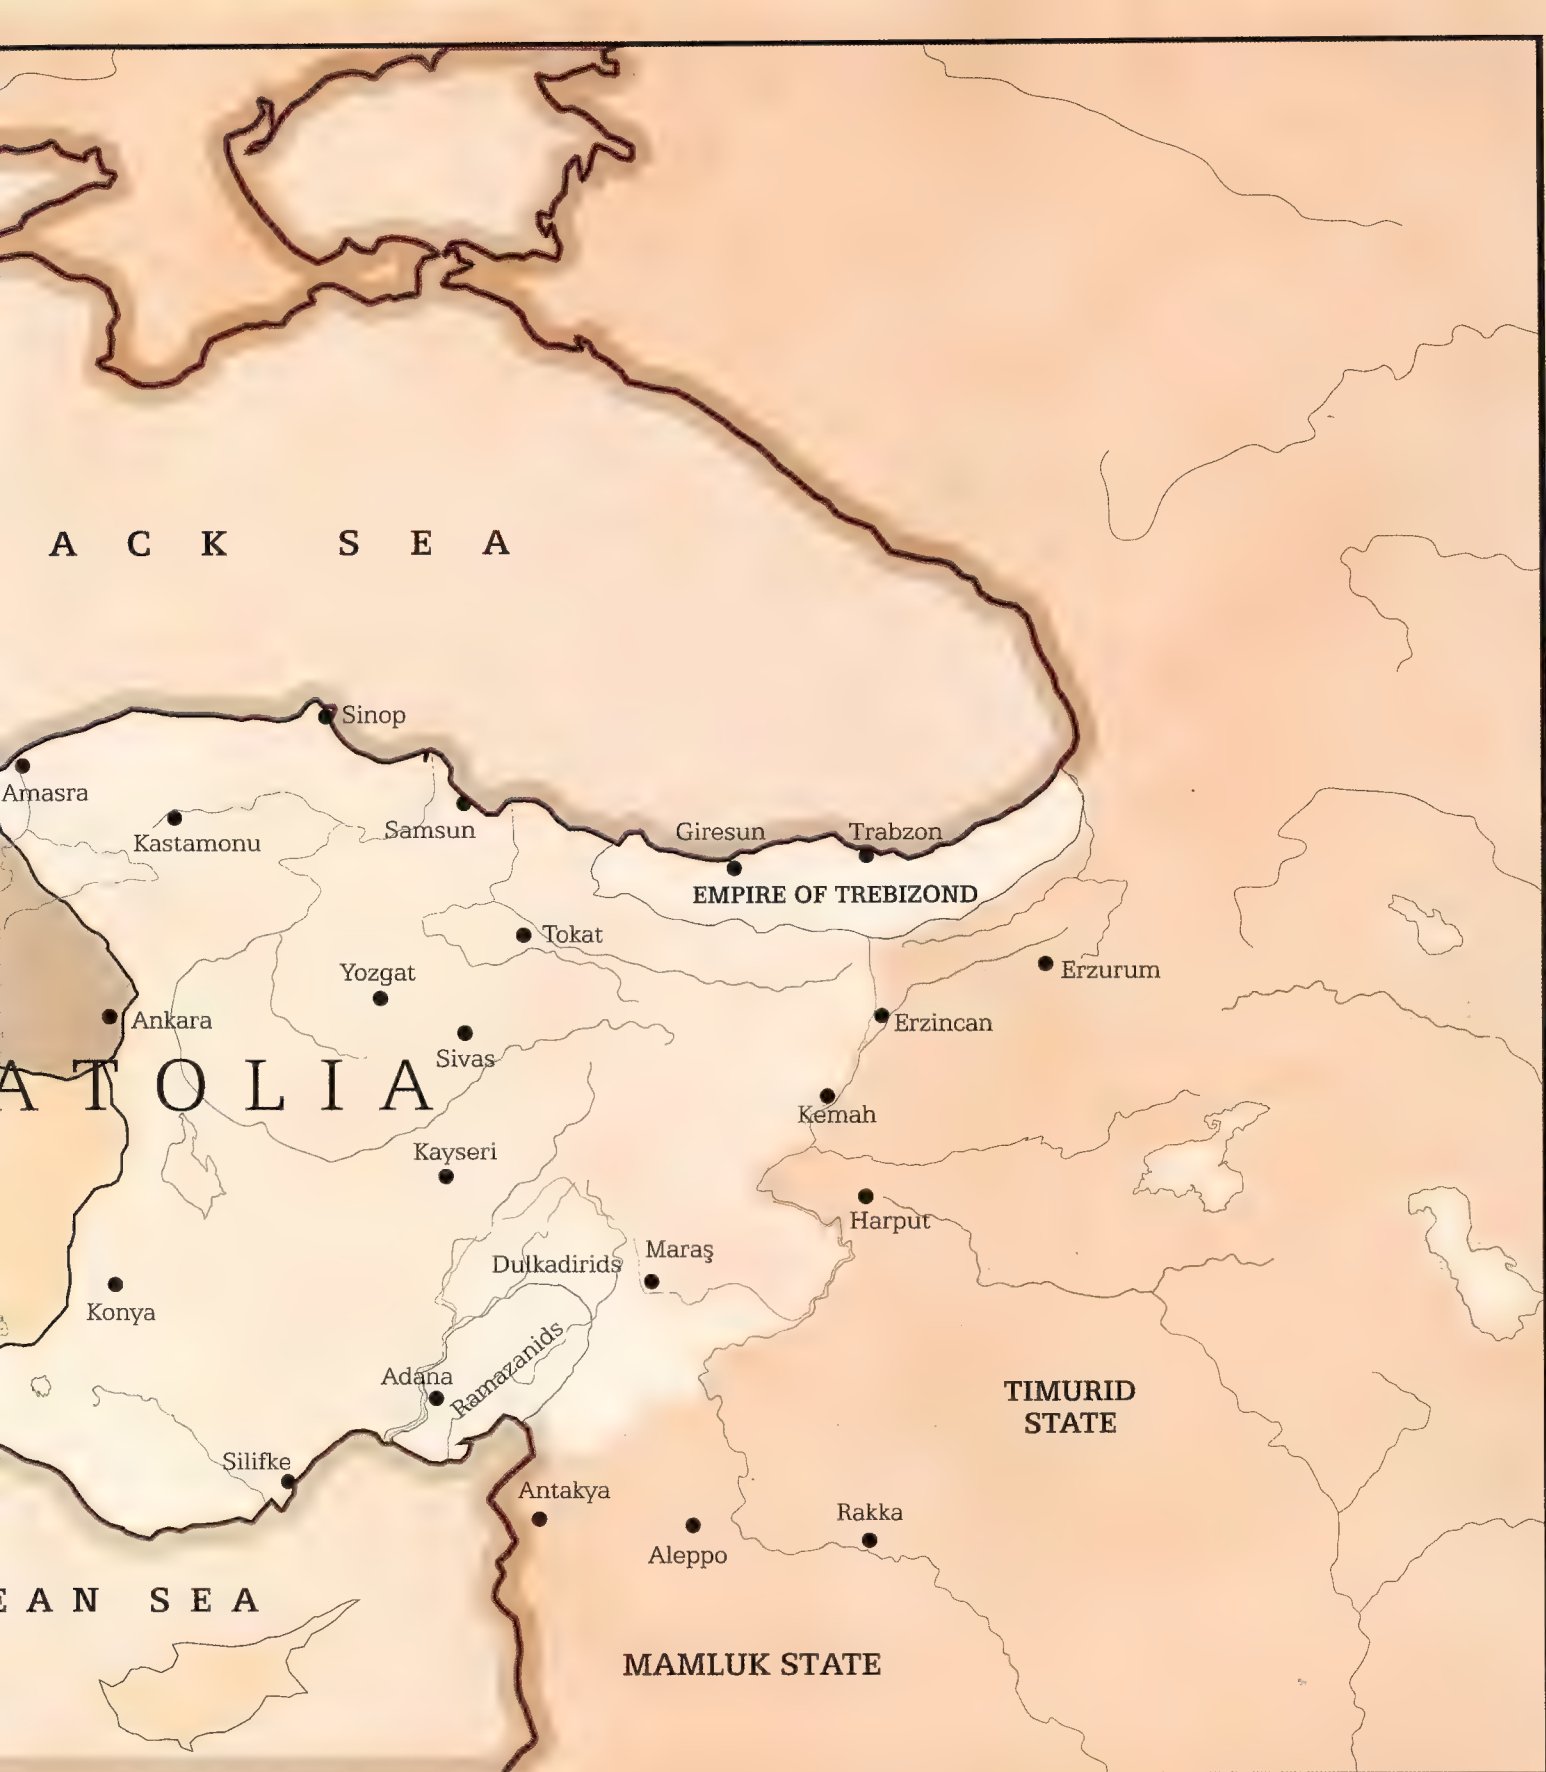 A C K SEA
Sinop
Amasra
Kastamonu
Samsun
Giresun
Trabzon
EMPIRE OF TREBIZOND
Tokat
Yozgat
Erzurum
Ankara
Erzincan
Sivas
ATOLIA
Kemah
Kayseri
Harput
Maraş
Dulkadirids
Konya
Ramazanids
Adana
TIMURID
STATE
Silifke
Antakya
Rakka
Aleppo
EAN SEA
MAMLUK STATE